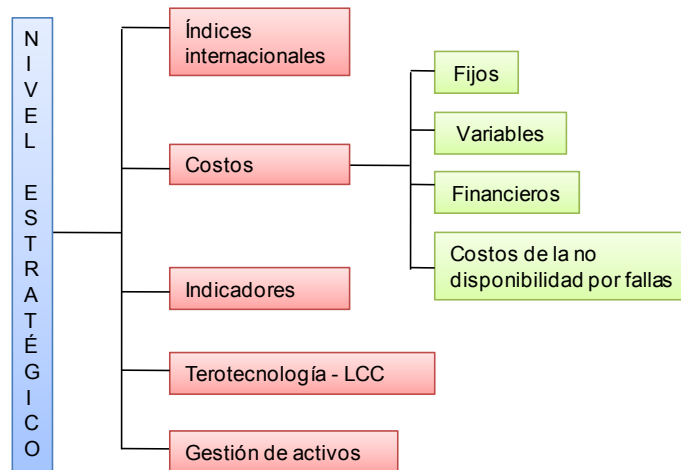 NIVEL ESTRATÉGICO
Índices
internacionales
Costos
Indicadores
Terotecnología - LCC
Gestión de activos
Fijos
Variables
Financieros
Costos de la no
disponibilidad por fallas